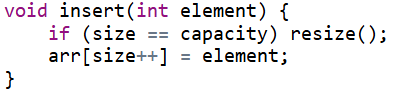 void insert(int element) {
    if (size == capacity) resize();
    arr[size++] = element;
}